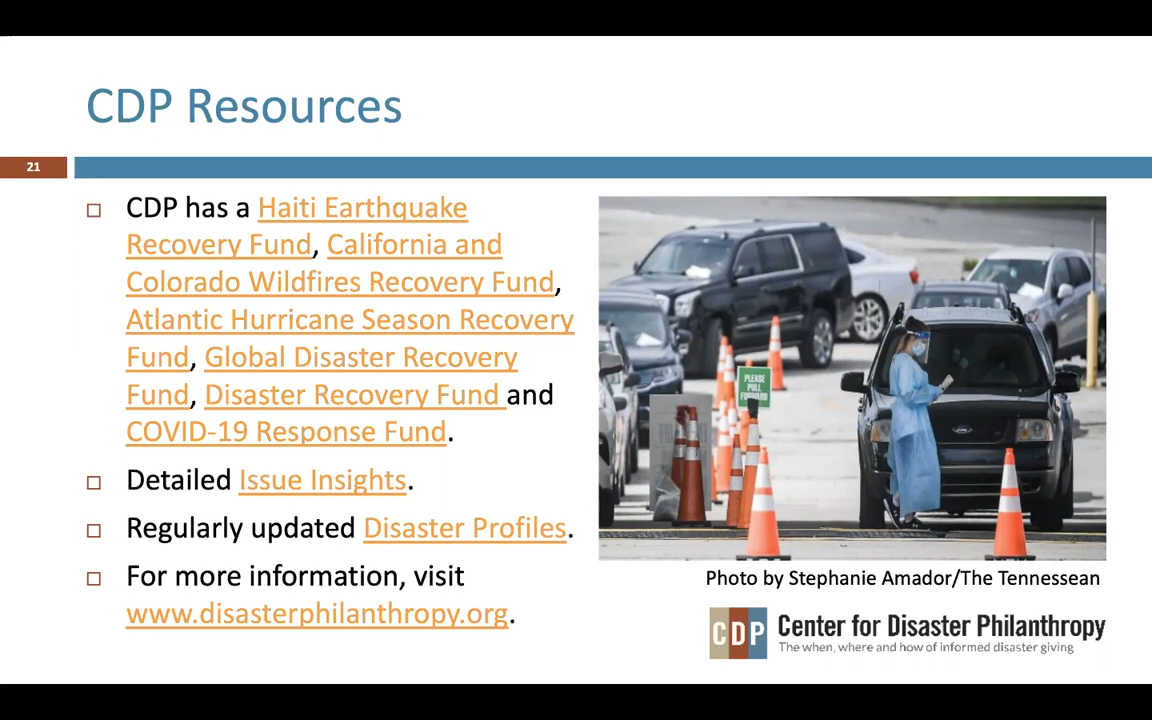 CDP Resources
21
CDP has a Haiti Earthquake
Recovery Fund, California and
Colorado Wildfires Recovery Fund,
Atlantic Hurricane Season Recovery
Fund, Global Disaster Recovery
Fund, Disaster Recovery Fund and
COVID-19 Response Fund.
Detailed Issue Insights.
Regularly updated Disaster Profiles.
For more information, visit
www.disasterphilanthropy.org.
PLEASE
PULL
FORWARD
Photo by Stephanie Amador/The Tennessean
CDP Center for Disaster Philanthropy
The when, where and how of informed disaster giving